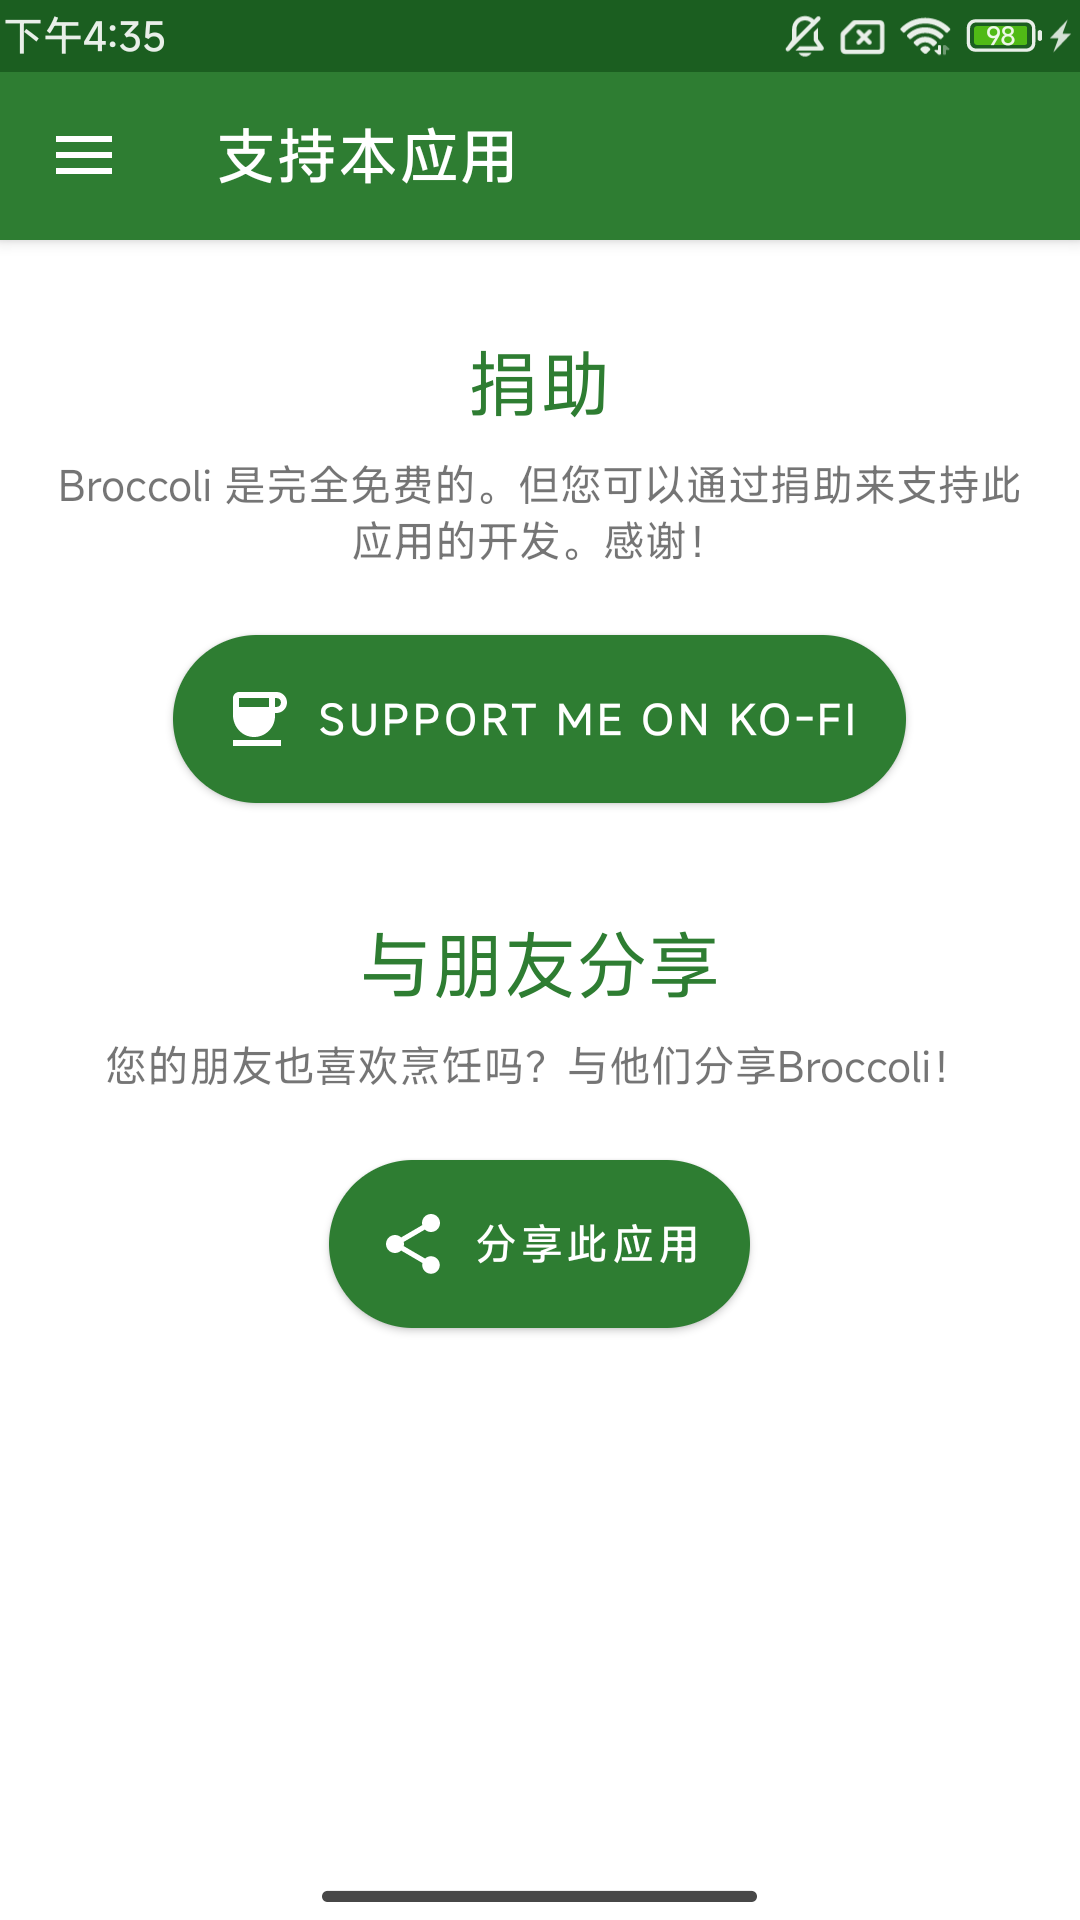 下午4:35
98
支持本应用
捐助
Broccoli 是完全免费的。但您可以通过捐助来支持此
应用的开发。感谢！
SUPPORT ME ON KO-FI
与朋友分享
您的朋友也喜欢烹饪吗？与他们分享Broccoli！
分享此应用